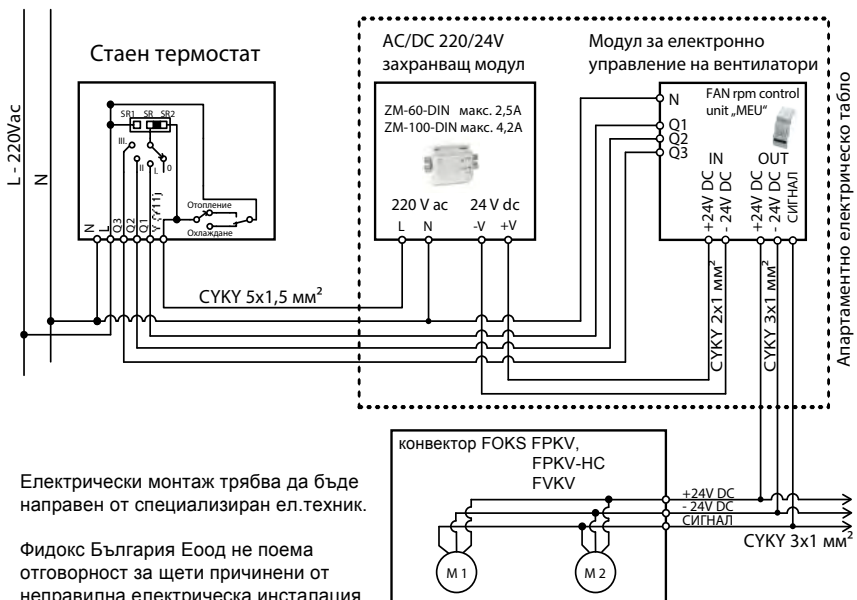 L - 220Vac
N
Стаен термостат
SR1 SR SR2
III.
II
I.
0
Отопление
Охлаждане
N
L
Q3
Q2
Q1
Y (Y11)
CYKY 5x1,5 мм²
AC/DC 220/24V
захранващ модул
ZM-60-DIN макс. 2,5A
ZM-100-DIN макс. 4,2A
220 V ac 24 V dc
L N -V +V
Модул за електронно
управление на вентилатори
FAN rpm control
unit „MEU“
N
Q1
Q2
Q3
IN OUT
+24V DC
- 24V DC
+24V DC
- 24V DC
СИГНАЛ
CYKY 2x1 мм²
CYKY 3x1 мм²
Апартаментно електрическо табло
конвектор FOKS FPKV,
FPKV-HC
FVKV
+24V DC
- 24V DC
СИГНАЛ
CYKY 3x1 мм²
M 1
M 2
Електрически монтаж трябва да бъде
направен от специализиран ел.техник.
Фидокс България Еоод не поема
отговорност за щети причинени от
неправилна електрическа инсталация